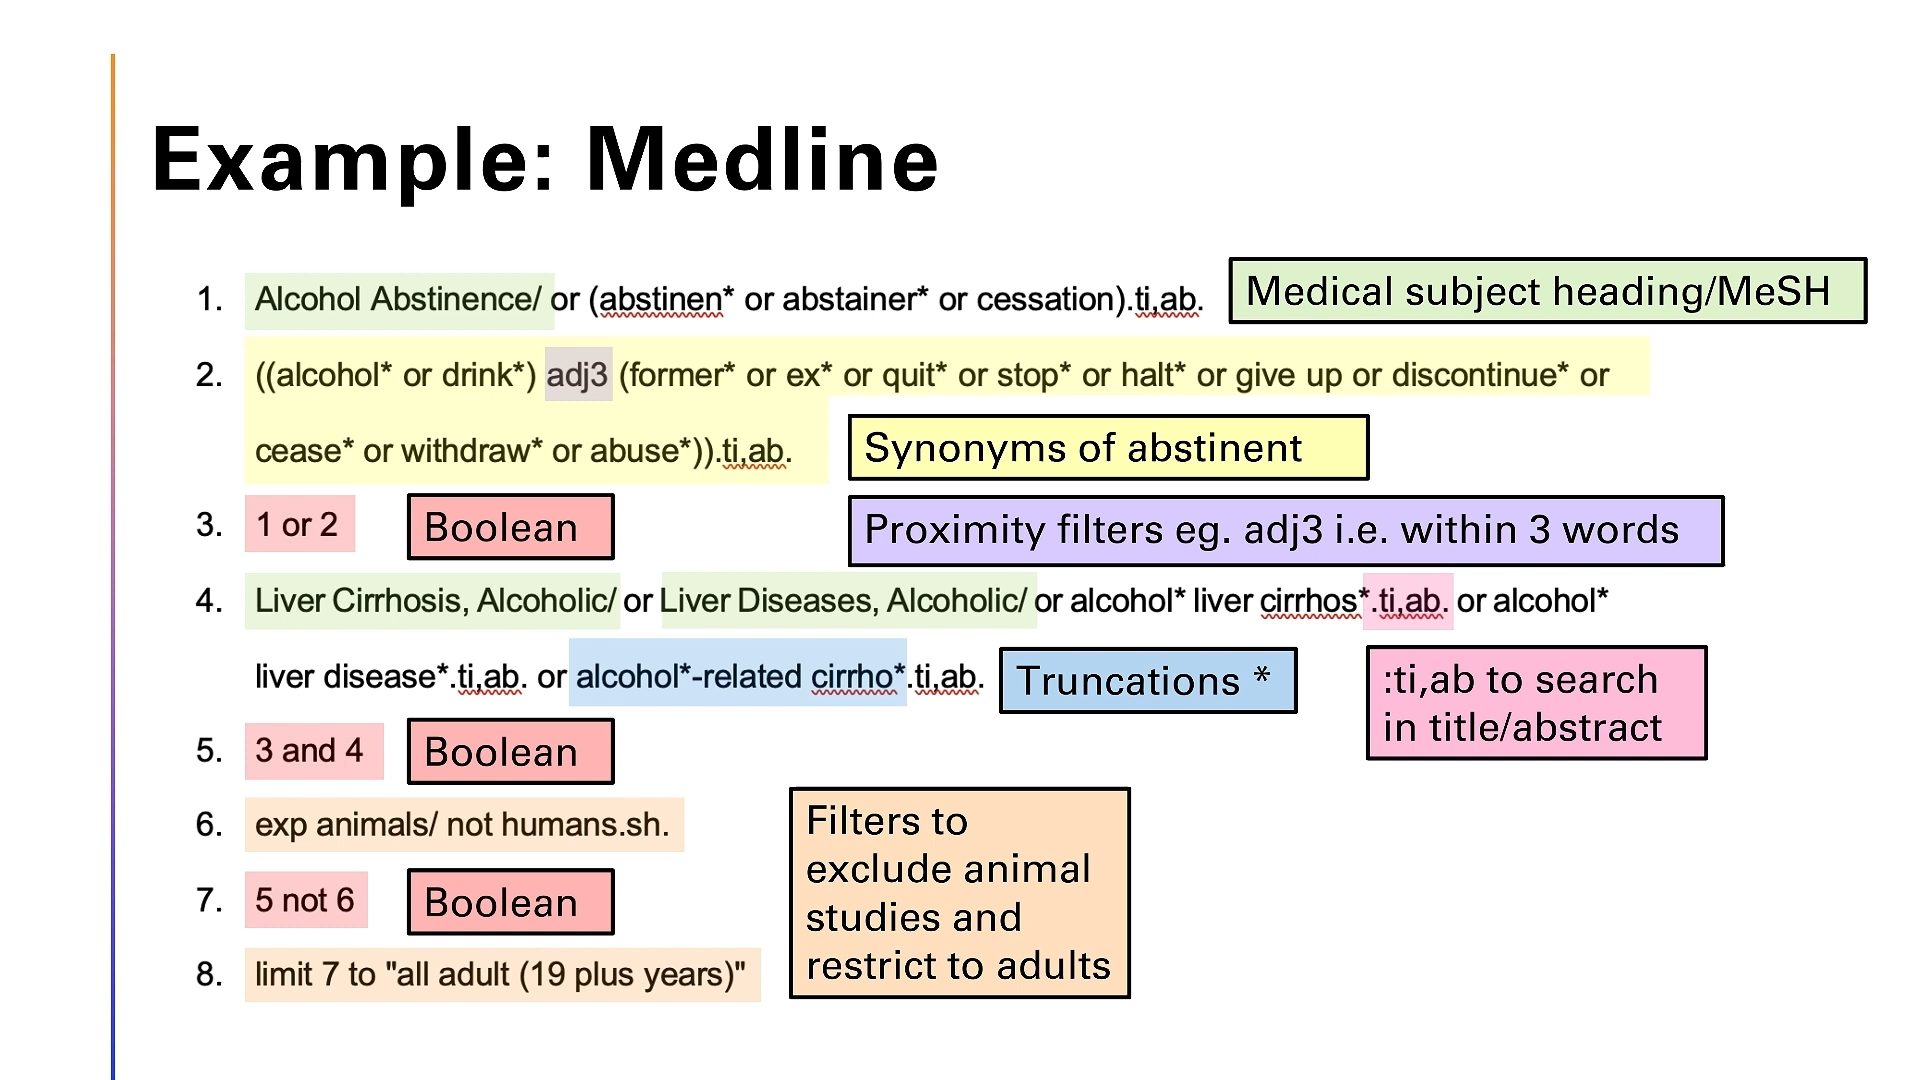 Example: Medline
1. Alcohol Abstinence/ or (abstinen* or abstainer* or cessation).ti,ab.
Medical subject heading/MeSH
2. ((alcohol* or drink*) adj3 (former* or ex* or quit* or stop* or halt* or give up or discontinue* or
cease* or withdraw* or abuse*)).ti,ab.
Synonyms of abstinent
3. 1 or 2
Boolean
Proximity filters eg. adj3 i.e. within 3 words
4. Liver Cirrhosis, Alcoholic/ or Liver Diseases, Alcoholic/ or alcohol* liver cirrhos*.ti,ab. or alcohol*
liver disease*.ti,ab. or alcohol*-related cirrho*.ti,ab.
Truncations *
:ti,ab to search
in title/abstract
5. 3 and 4
Boolean
6. exp animals/ not humans.sh.
Filters to
exclude animal
studies and
restrict to adults
7. 5 not 6
Boolean
8. limit 7 to "all adult (19 plus years)"